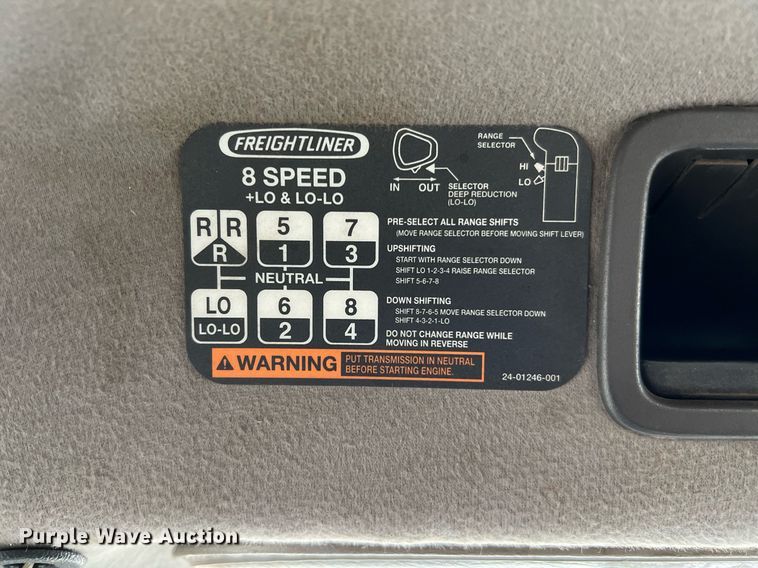 FREIGHTLINER
8 SPEED
+LO & LO-LO
R R
R
5
1
7
3
NEUTRAL
LO
LO-LO
6
2
8
4
IN OUT
SELECTOR
DEEP REDUCTION
(LO-LO)
RANGE
SELECTOR
HI
LO
PRE-SELECT ALL RANGE SHIFTS
(MOVE RANGE SELECTOR BEFORE MOVING SHIFT LEVER)
UPSHIFTING
START WITH RANGE SELECTOR DOWN
SHIFT LO 1-2-3-4 RAISE RANGE SELECTOR
SHIFT 5-6-7-8
DOWN SHIFTING
SHIFT 8-7-6-5 MOVE RANGE SELECTOR DOWN
SHIFT 4-3-2-1-LO
DO NOT CHANGE RANGE WHILE
MOVING IN REVERSE
WARNING
PUT TRANSMISSION IN NEUTRAL
BEFORE STARTING ENGINE.
24-01246-001
Purple Wave Auction